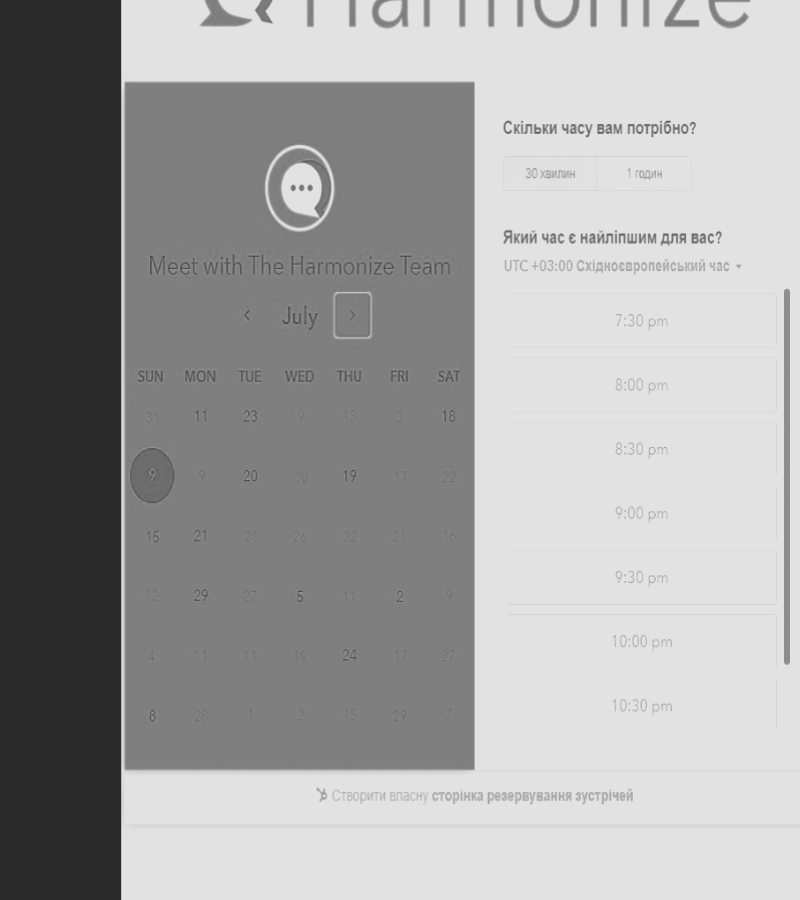 Harmonize
Meet with The Harmonize Team
July
SUN MON TUE WED THU FRI SAT
31 11 23 9 13 3 18
9 9 20 30 19 17 22
15 21 21 26 22 21 16
12 29 27 5 11 2 9
4 11 11 19 24 17 27
8 28 1 2 15 29 7
Скільки часу вам потрібно?
30 хвилин 1 годин
Який час є найліпшим для вас?
UTC +03:00 Східноєвропейський час
7:30 pm
8:00 pm
8:30 pm
9:00 pm
9:30 pm
10:00 pm
10:30 pm
Створити власну сторінка резервування зустрічей